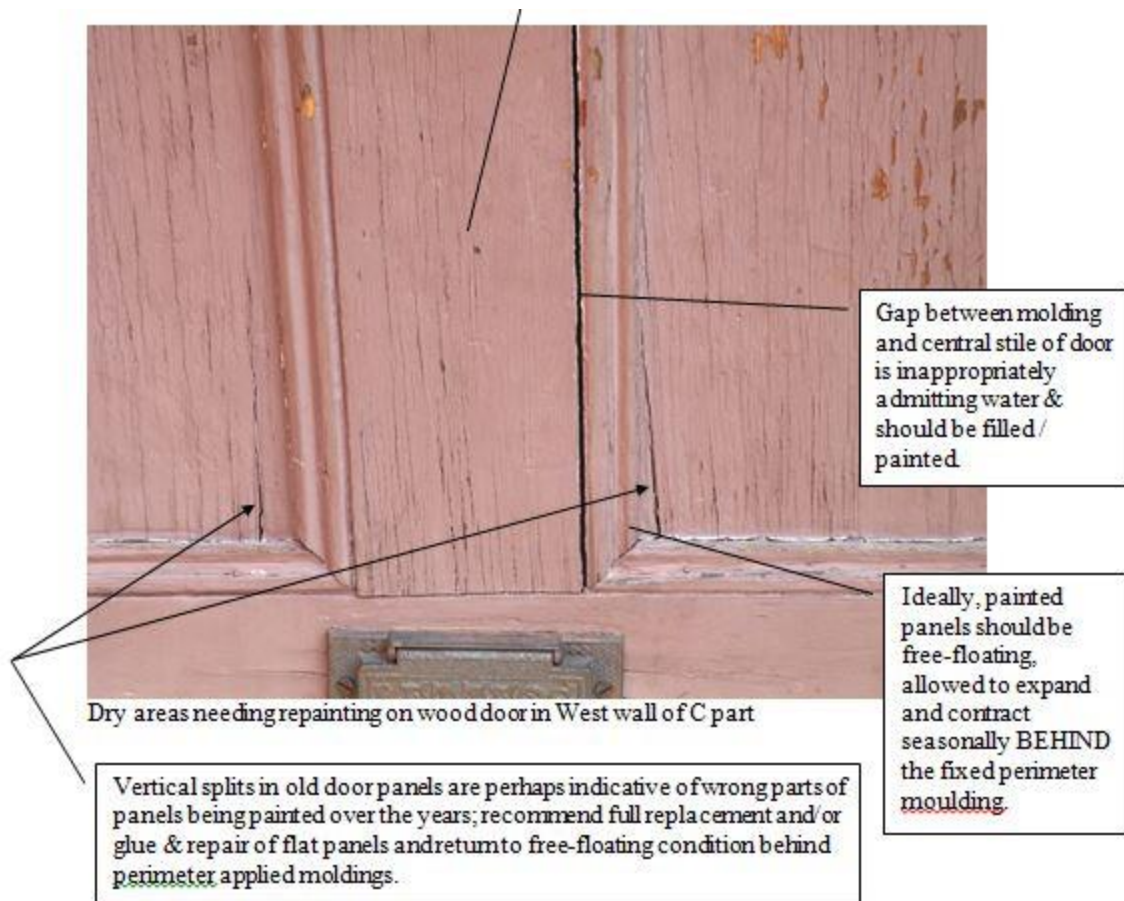 Gap between molding
and central stile of door
is inappropriately
admitting water &
should be filled /
painted.
Ideally, painted
panels should be
free-floating,
allowed to expand
and contract
seasonally BEHIND
the fixed perimeter
moulding.
Dry areas needing repainting on wood door in West wall of C part
Vertical splits in old door panels are perhaps indicative of wrong parts of
panels being painted over the years; recommend full replacement and/or
glue & repair of flat panels andreturn to free-floating condition behind
perimeter applied moldings.